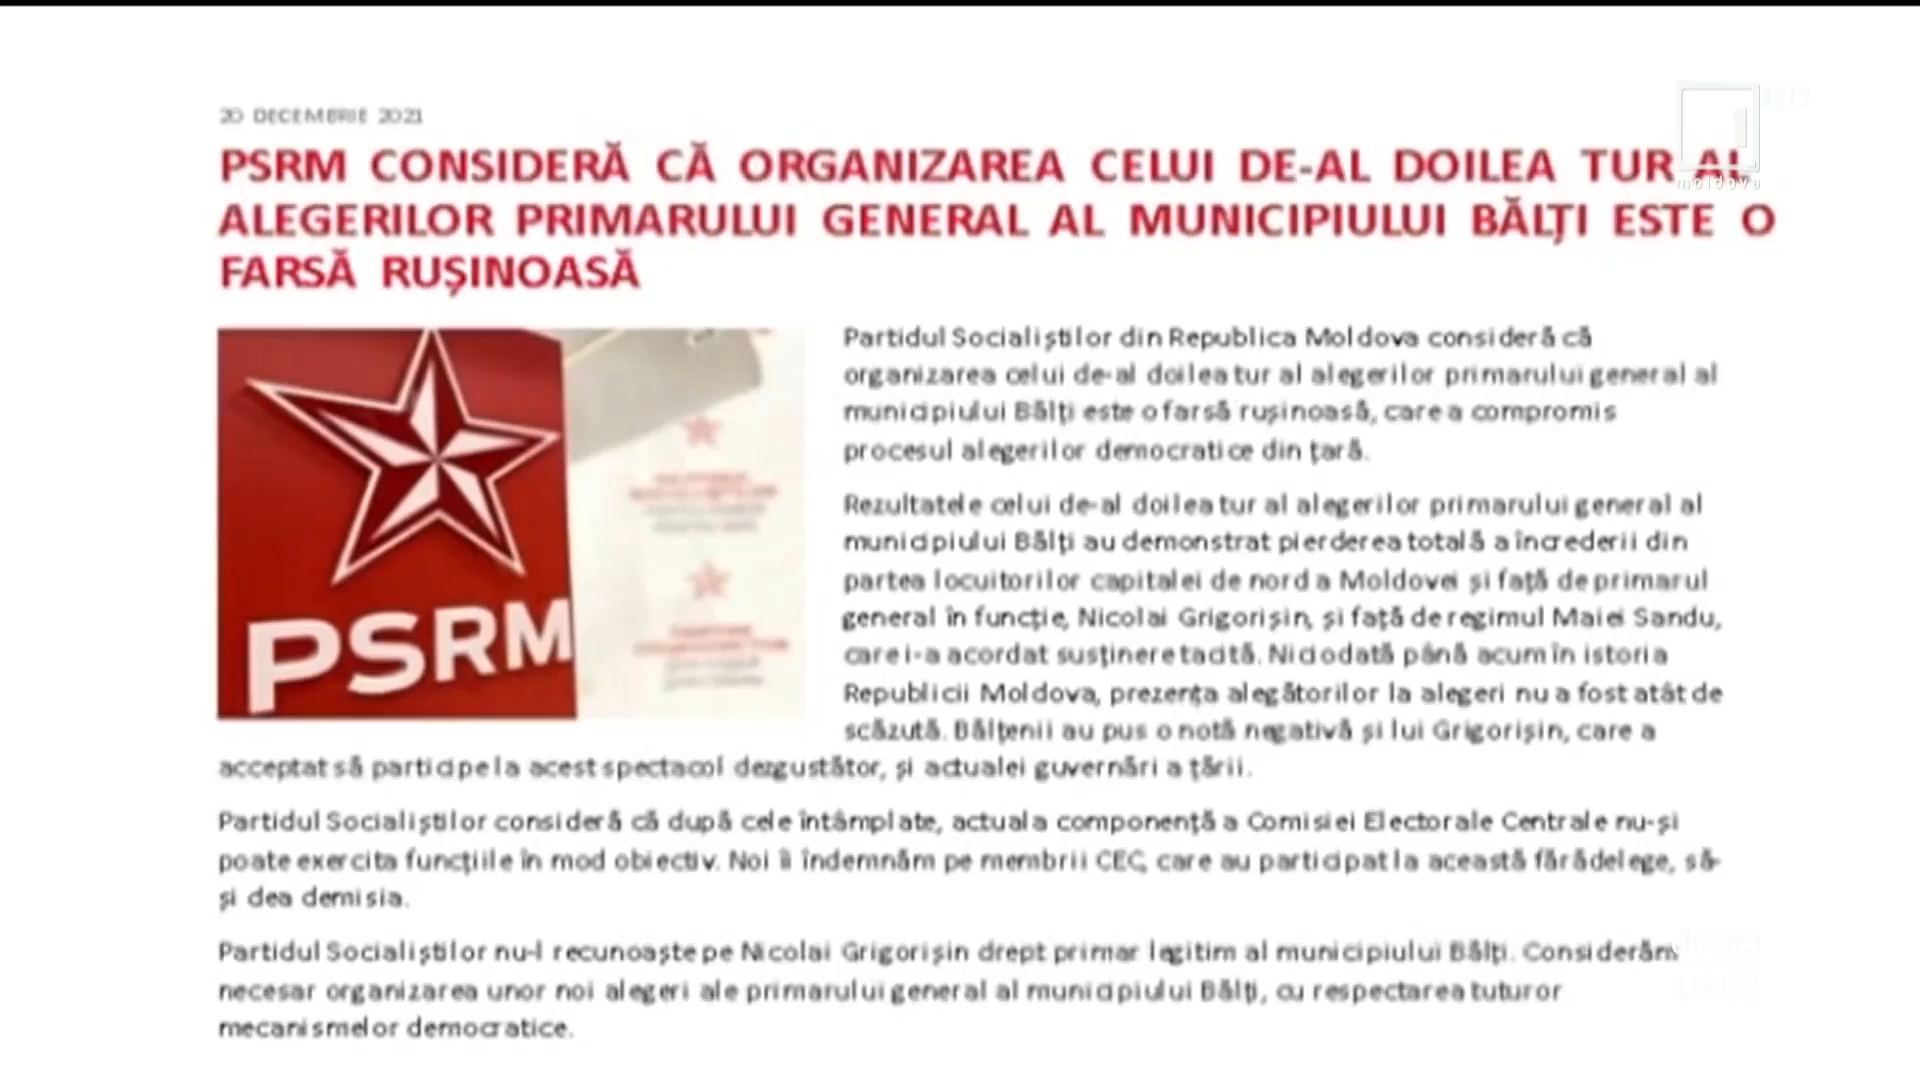 20 DECEMBRIE 2021
PSRM CONSIDERĂ CĂ ORGANIZAREA CELUI DE-AL DOILEA TUR AL
ALEGERILOR PRIMARULUI GENERAL AL MUNICIPIULUI BĂLȚI ESTE O
FARSĂ RUȘINOASĂ
moldova
PSRM
Partidul Socialiștilor din Republica Moldova consideră că
organizarea celui de-al doilea tur al alegerilor primarului general al
municipiului Bălți este o farsă rușinoasă, care a compromis
procesul alegerilor democratice din țară.
Rezultatele celui de-al doilea tur al alegerilor primarului general al
municipiului Bălți au demonstrat pierderea totală a încrederii din
partea locuitorilor capitalei de nord a Moldovei și față de primarul
general în funcție, Nicolai Grigorișin, și față de regimul Maiei Sandu,
care i-a acordat susținere tacită. Niciodată până acum în istoria
Republicii Moldova, prezența alegătorilor la alegeri nu a fost atât de
scăzută. Bălțenii au pus o notă negativă și lui Grigorișin, care a
acceptat să participe la acest spectacol dezgustător, și actualei guvernări a țării.
Partidul Socialiștilor consideră că după cele întâmplate, actuala componență a Comisiei Electorale Centrale nu-și
poate exercita funcțiile în mod obiectiv. Noi îi îndemnăm pe membrii CEC, care au participat la această fărădelege, să-
și dea demisia.
Partidul Socialiștilor nu-l recunoaște pe Nicolai Grigorișin drept primar legitim al municipiului Bălți. Considerăm
necesar organizarea unor noi alegeri ale primarului general al municipiului Bălți, cu respectarea tuturor
mecanismelor democratice.